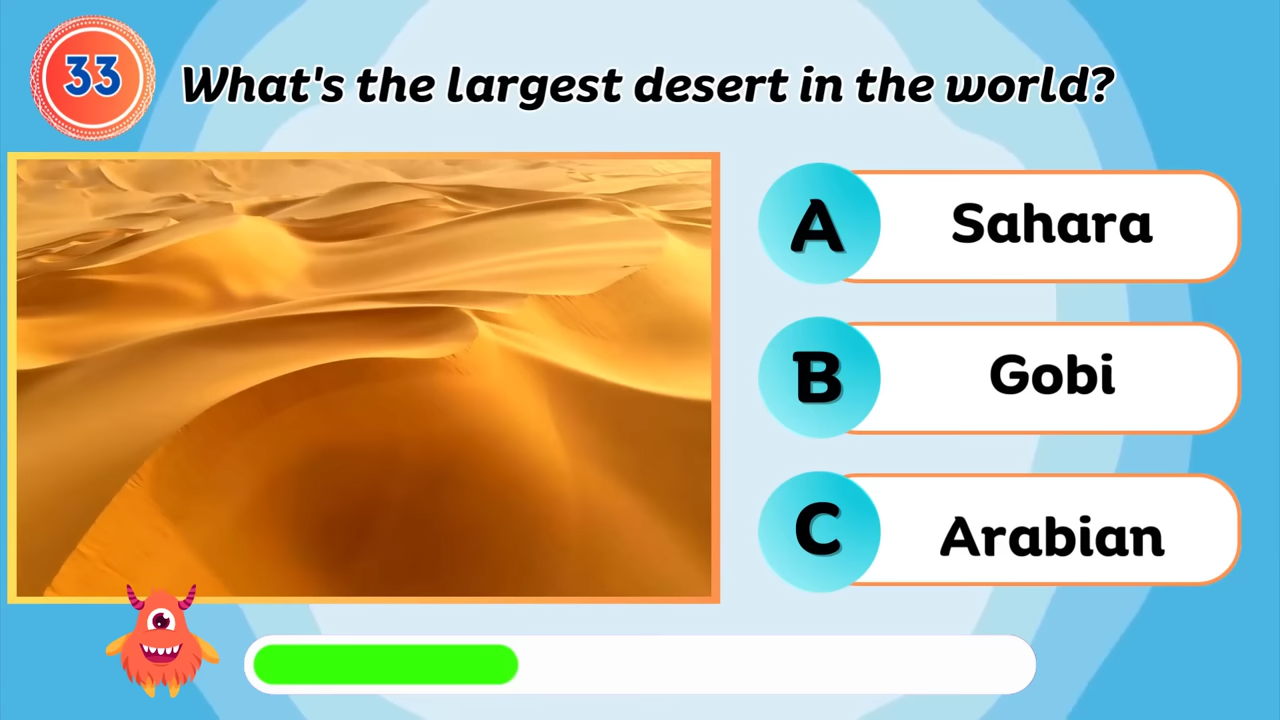 33
What's the largest desert in the world?
A
Sahara
B
Gobi
C
Arabian